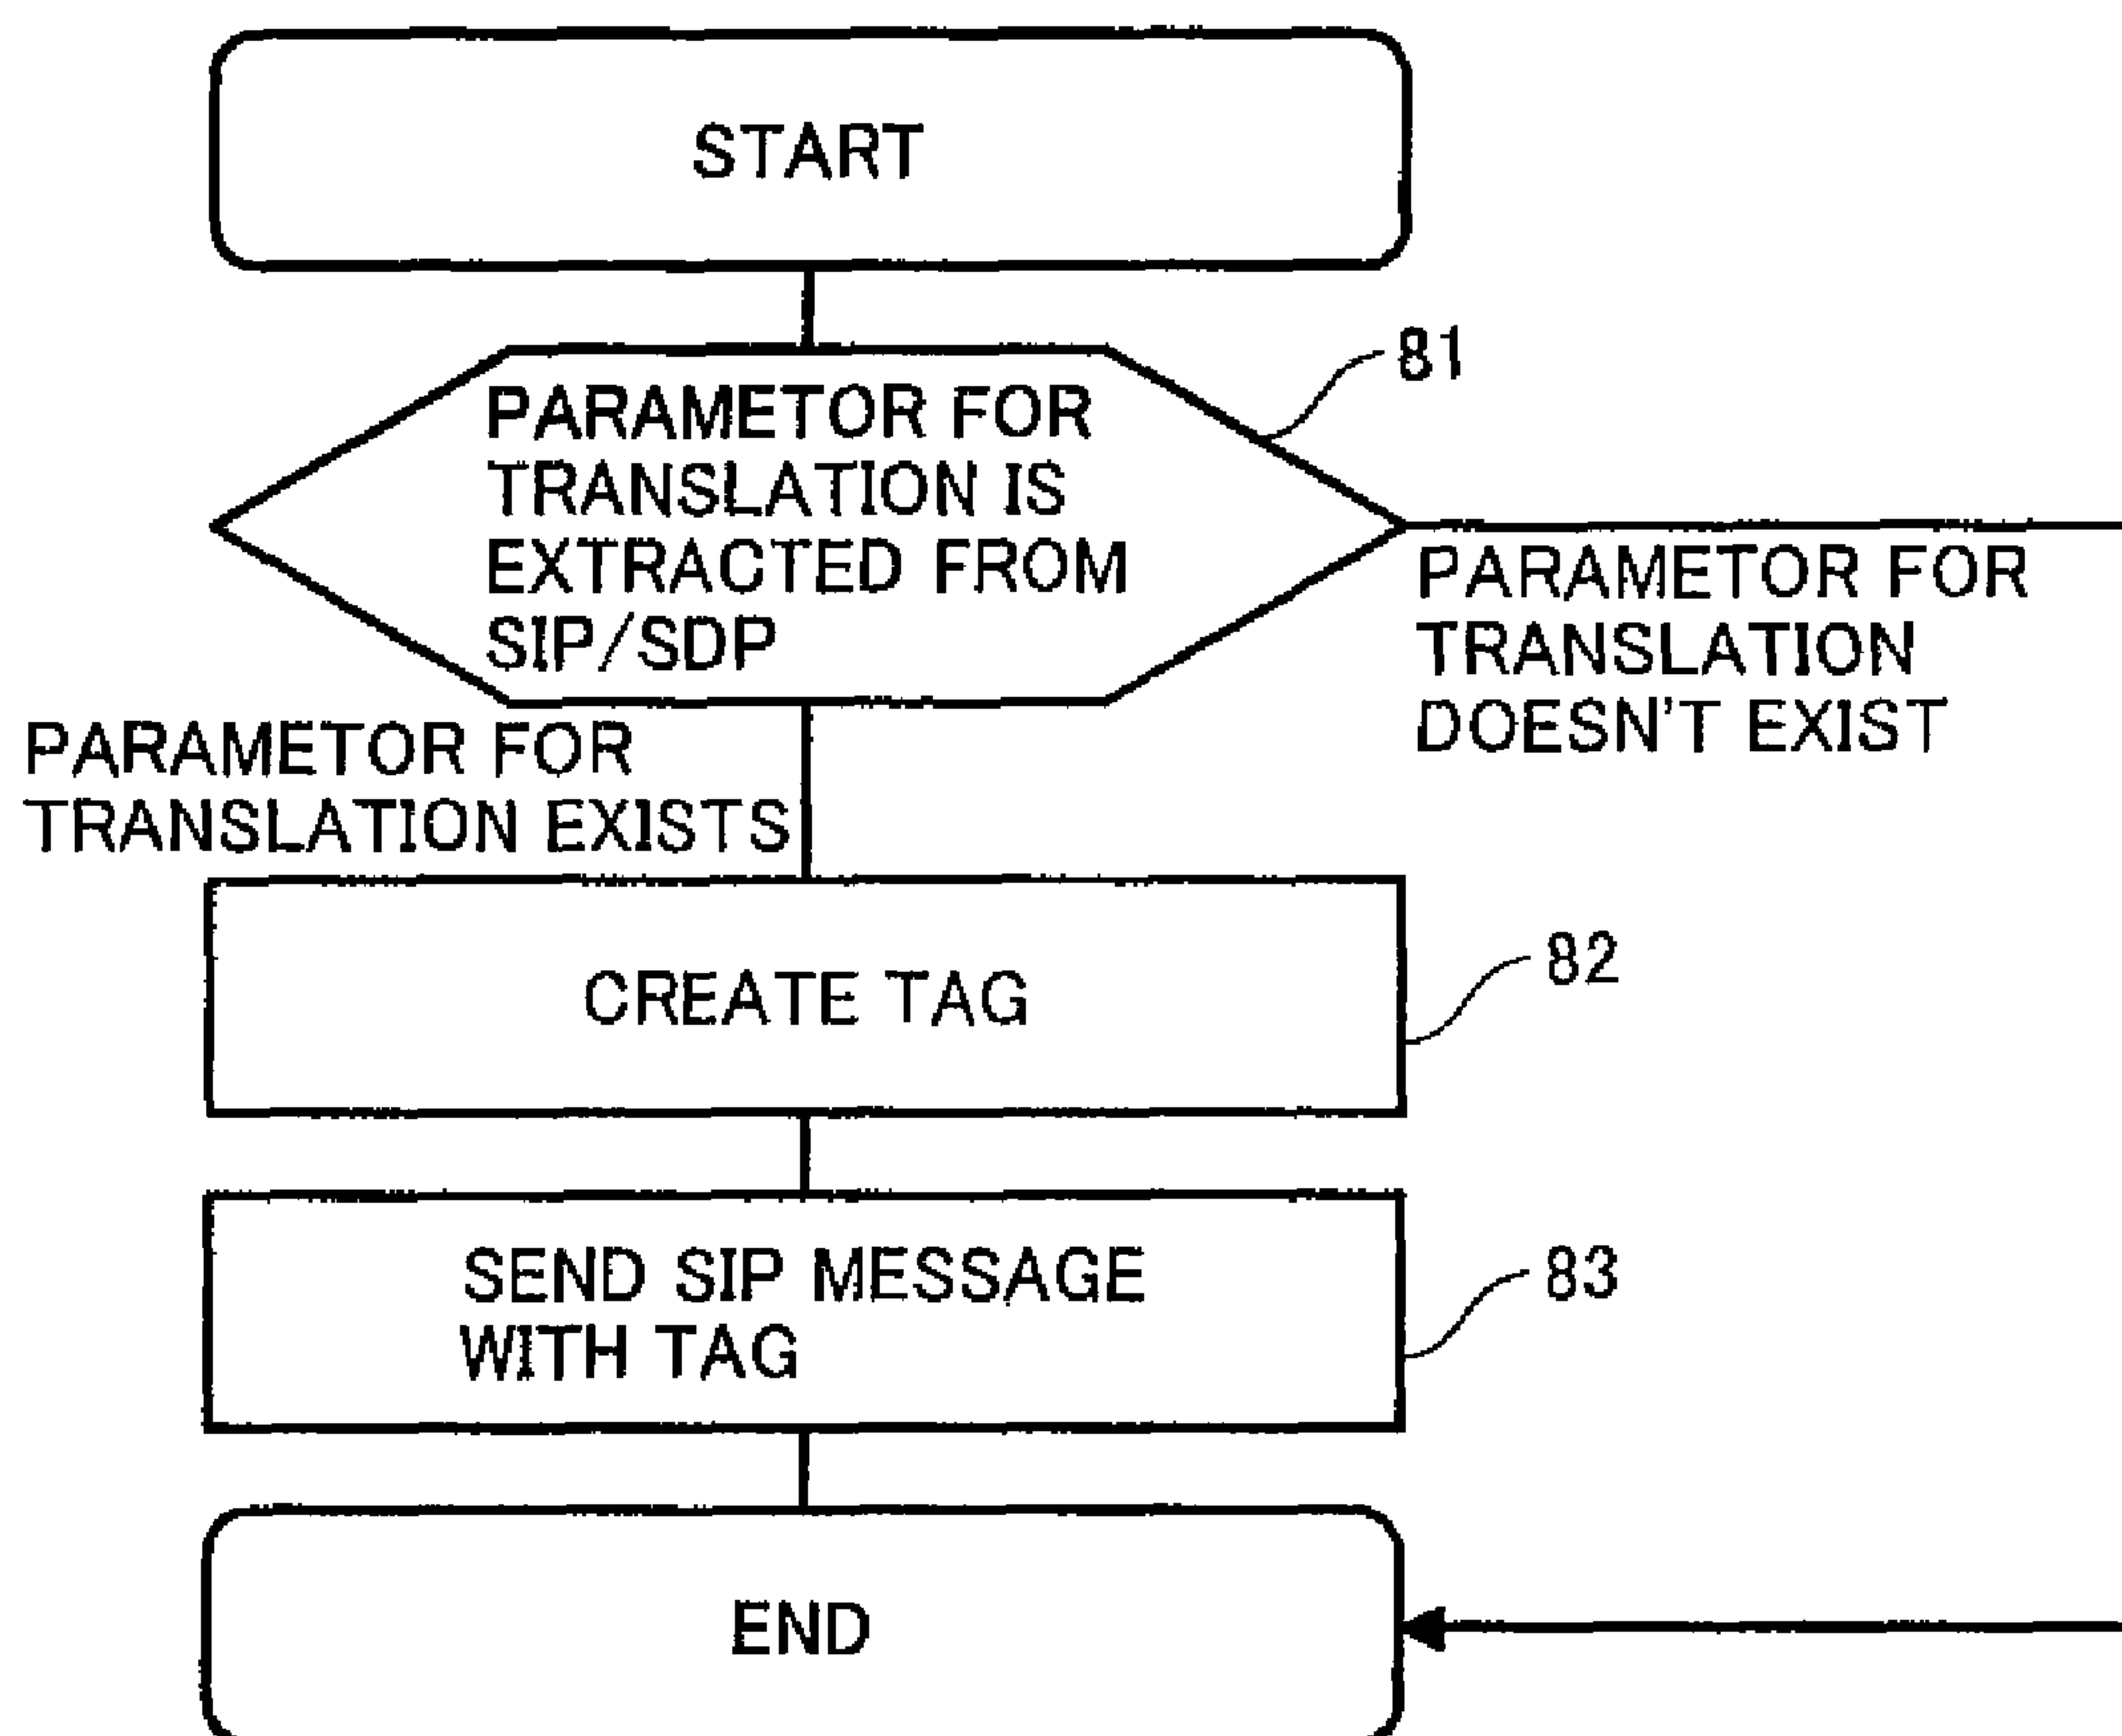 START
81
PARAMETOR FOR
TRANSLATION IS
EXTRACTED FROM
SIP/SDP
PARAMETOR FOR
TRANSLATION
DOESN'T EXIST
PARAMETOR FOR
TRANSLATION EXISTS
CREATE TAG
82
SEND SIP MESSAGE
WITH TAG
83
END